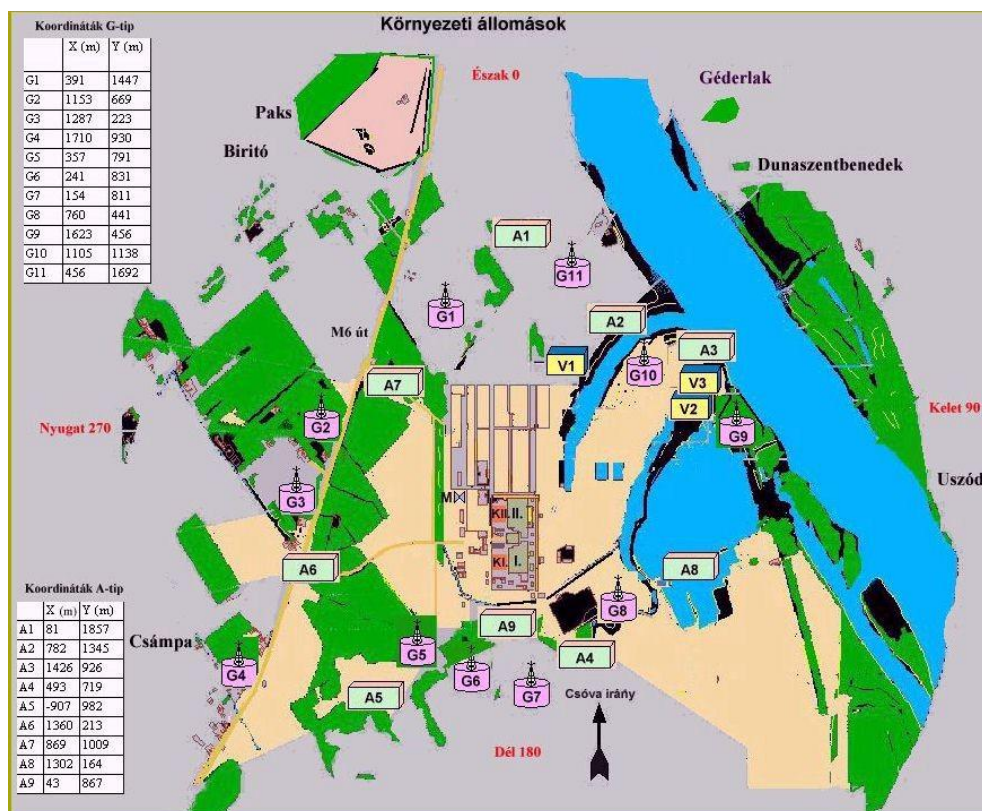 Környezeti állomások
Koordináták G-tip
X (m) Y (m)
G1 391 1447
G2 1153 669
G3 1287 223
G4 1710 930
G5 357 791
G6 241 831
G7 154 811
G8 760 441
G9 1623 456
G10 1105 1138
G11 456 1692
Észak 0
Géderlak
Paks
Biritó
Dunaszentbenedek
A1
G11
G1
A2
M6 út
A3
V1
G10
A7
V3
V2
Kelet 90
G2
Nyugat 270
G9
Uszód
G3
M
KII. II.
KI. I.
A6
A8
Koordináták A-tip
X (m) Y (m)
A1 81 1857
A2 782 1345
A3 1426 926
A4 493 719
A5 -907 982
A6 1360 213
A7 869 1009
A8 1302 164
A9 43 867
G8
A9
Csámpa
G5
A4
G4
G6
A5
G7
Csóva irány
Dél 180